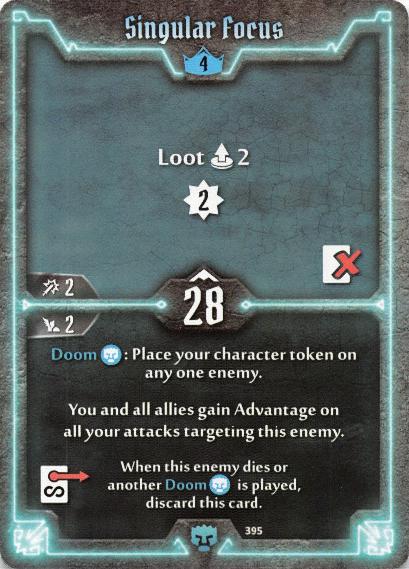 Singular Focus
4
Loot 2
2
2
28
2
Doom : Place your character token on
any one enemy.
You and all allies gain Advantage on
all your attacks targeting this enemy.
S
When this enemy dies or
another Doom is played,
discard this card.
395